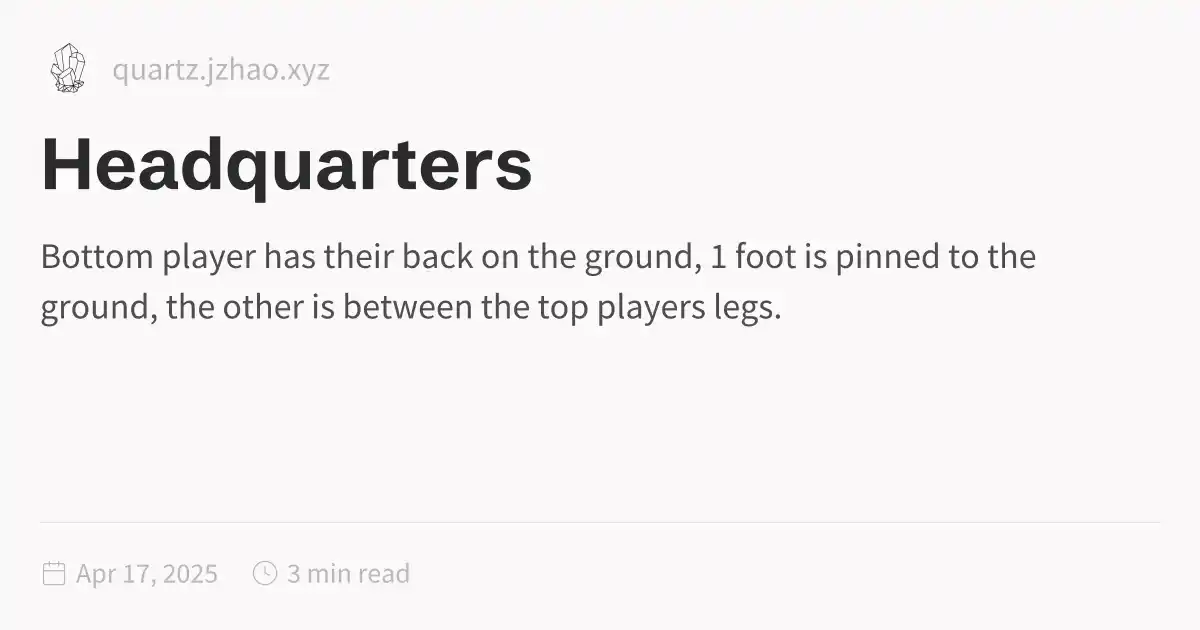 quartz.jzhao.xyz
Headquarters
Bottom player has their back on the ground, 1 foot is pinned to the
ground, the other is between the top players legs.
Apr 17, 2025 3 min read